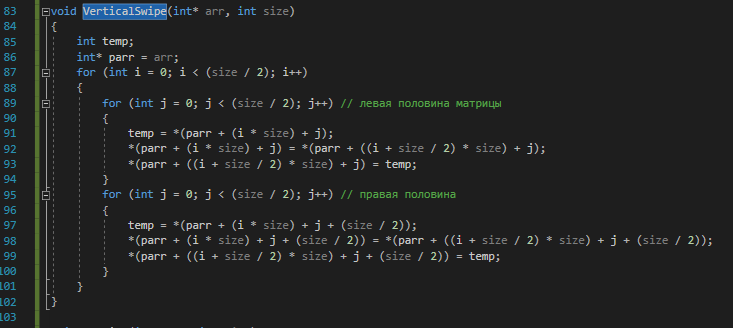 83 void VerticalSwipe(int* arr, int size)
84 {
85 int temp;
86 int* parr = arr;
87 for (int i = 0; i < (size / 2); i++)
88 {
89 for (int j = 0; j < (size / 2); j++) // левая половина матрицы
90 {
91 temp = *(parr + (i * size) + j);
92 *(parr + (i * size) + j) = *(parr + ((i + size / 2) * size) + j);
93 *(parr + ((i + size / 2) * size) + j) = temp;
94 }
95 for (int j = 0; j < (size / 2); j++) // правая половина
96 {
97 temp = *(parr + (i * size) + j + (size / 2));
98 *(parr + (i * size) + j + (size / 2)) = *(parr + ((i + size / 2) * size) + j + (size / 2));
99 *(parr + ((i + size / 2) * size) + j + (size / 2)) = temp;
100 }
101 }
102 }
103